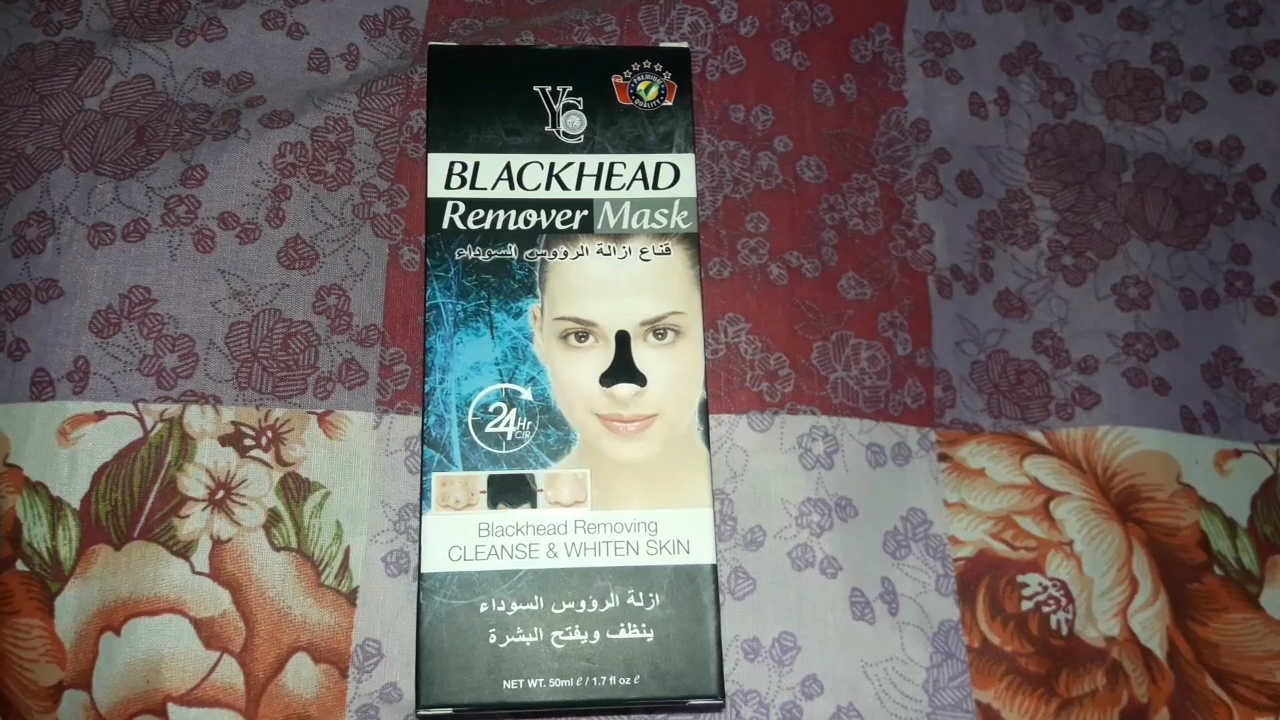 YC
PREMIUM
QUALITY
BLACKHEAD
Remover Mask
قناع ازالة الرؤوس السوداء
24Hr
CIR
Blackhead Removing
CLEANSE & WHITEN SKIN
ازلة الرؤوس السوداء
ينظف ويفتح البشرة
NET WT. 50ml e / 1.7 fl oz e